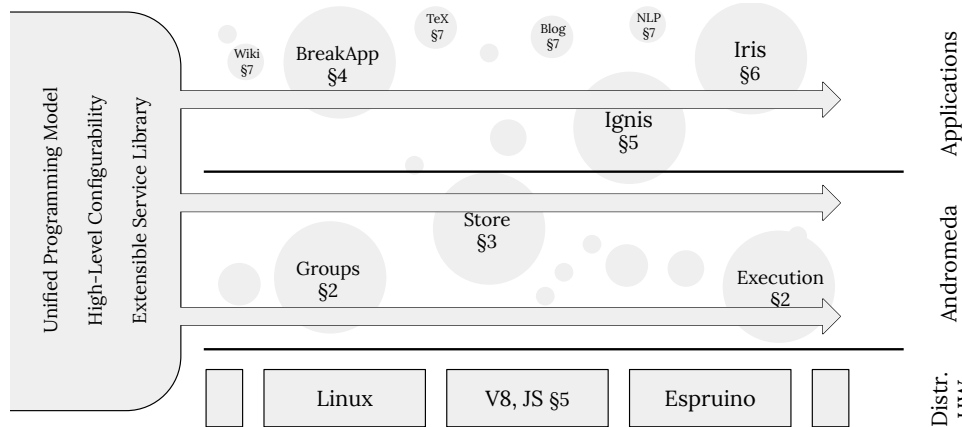 Unified Programming Model
High-Level Configurability
Extensible Service Library
Wiki
§7
BreakApp
§4
TeX
§7
Blog
§7
NLP
§7
Iris
§6
Ignis
§5
Applications
Store
§3
Groups
§2
Execution
§2
Andromeda
Linux
V8, JS §5
Espruino
Distr.
HW